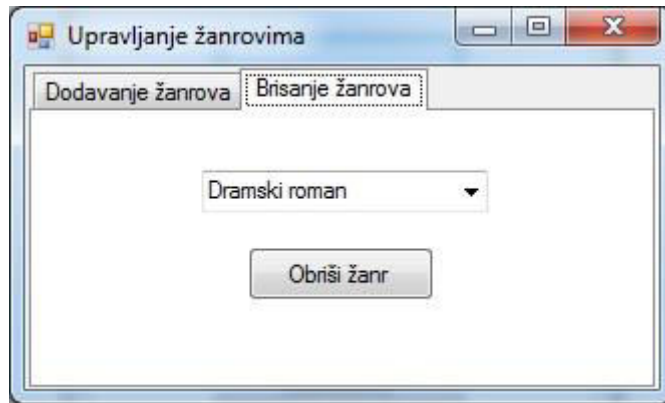 Upravljanje žanrovima
Dodavanje žanrova Brisanje žanrova
Dramski roman
Obriši žanr